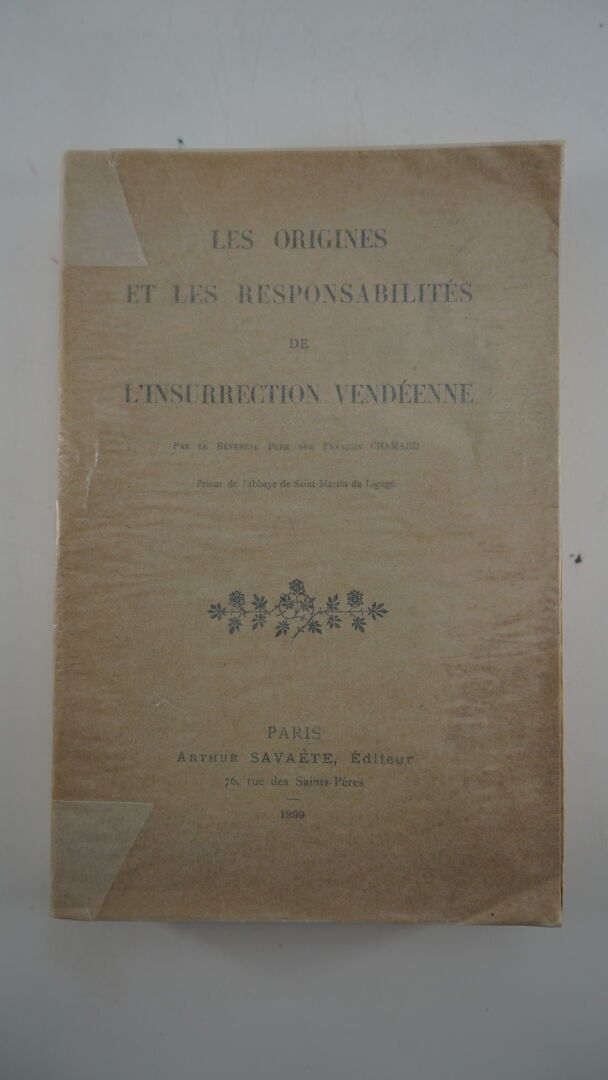 LES ORIGINES
ET LES RESPONSABILITÉS
DE
L'INSURRECTION VENDÉENNE
PAR LE RÉVÉREND PÈRE DOM FRANÇOIS CHAMARD
Prieur de l'abbaye de Saint-Martin de Ligugé.
PARIS
ARTHUR SAVAÈTE, Éditeur
76, rue des Saints-Pères
1899